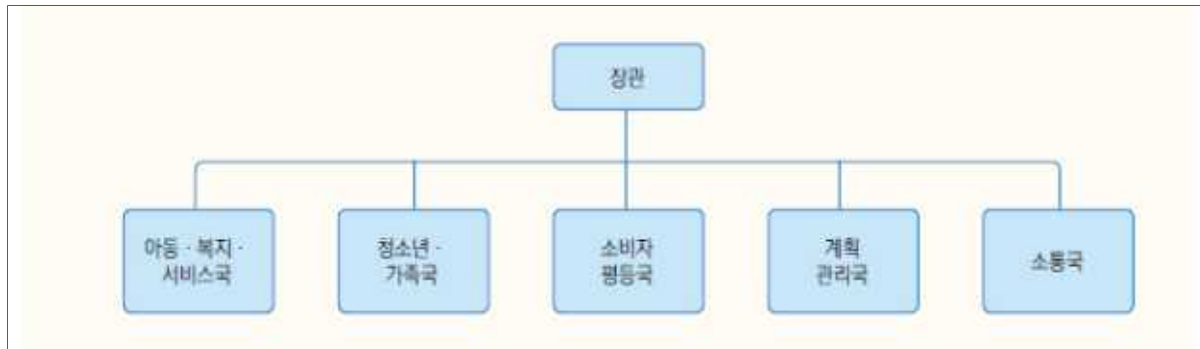 장관
아동 · 복지 ·
서비스국
청소년 ·
가족국
소비자
평등국
계획
관리국
소통국